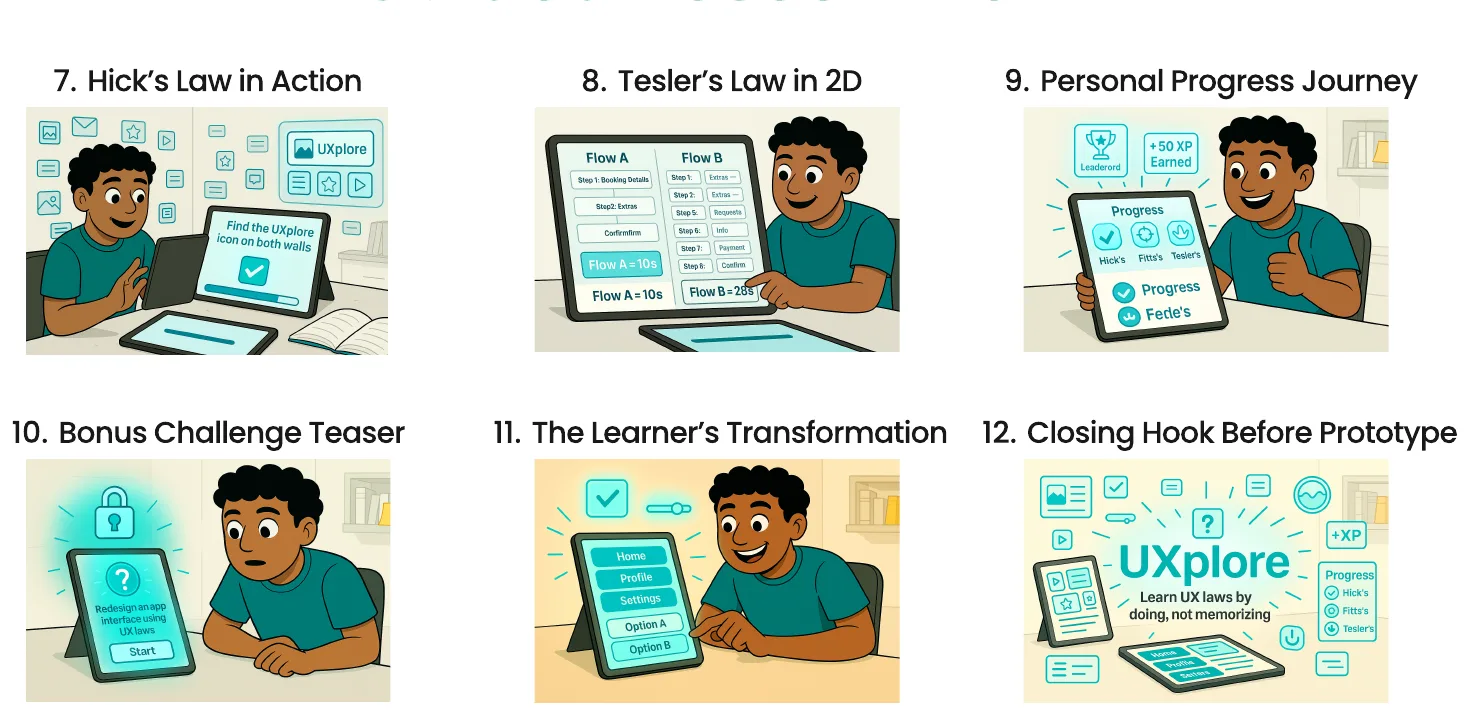 7. Hick's Law in Action
UXplore
Find the UXplore
icon on both walls
8. Tesler's Law in 2D
Flow A
Step 1: Booking Details
Step2: Extras
Confirmfirm
Flow A = 10s
Flow A = 10s
Flow B
Step 1: Extras —
Step 2: Extras —
Step 5: Requests
Step 6: Info
Step 7: Payment
Step 8: Confirm
Flow B = 28s
9. Personal Progress Journey
Leaderord
+50 XP
Earned
Progress
Hick's Fitts's Tesler's
Progress
Fetle's
10. Bonus Challenge Teaser
?
Redesign an app
interface using
UX laws
Start
11. The Learner's Transformation
Home
Profile
Settings
Option A
Option B
12. Closing Hook Before Prototype
?
UXplore
Learn UX laws by
doing, not memorizing
+XP
Progress
Hick's
Fitts's
Tesler's
Home
Profile